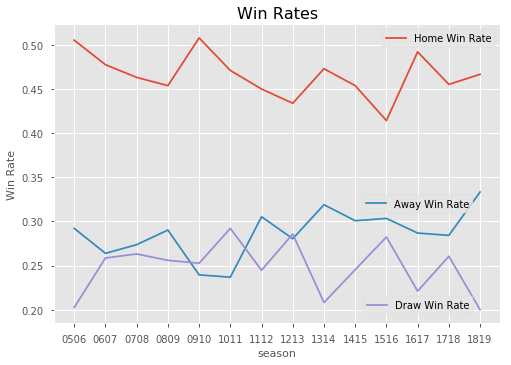 Win Rates
Home Win Rate
Away Win Rate
Draw Win Rate
Win Rate
0.50
0.45
0.40
0.35
0.30
0.25
0.20
0506 0607 0708 0809 0910 1011 1112 1213 1314 1415 1516 1617 1718 1819
season